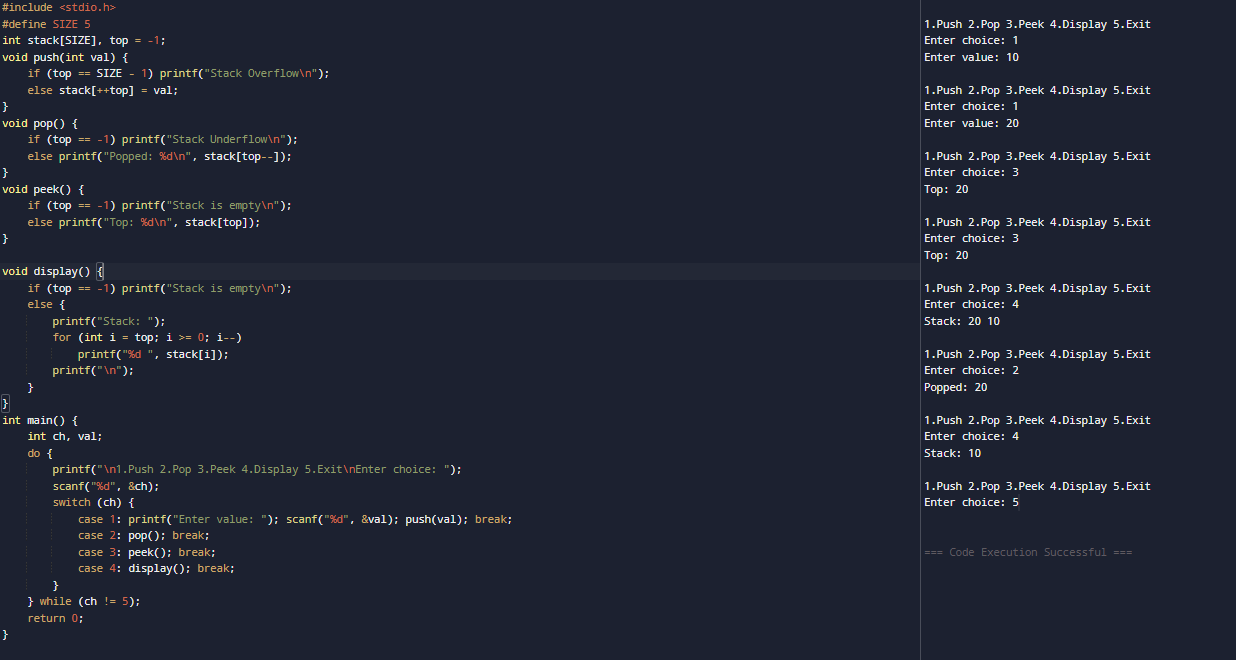 #include <stdio.h>
#define SIZE 5
int stack[SIZE], top = -1;
void push(int val) {
    if (top == SIZE - 1) printf("Stack Overflow\n");
    else stack[++top] = val;
}
void pop() {
    if (top == -1) printf("Stack Underflow\n");
    else printf("Popped: %d\n", stack[top--]);
}
void peek() {
    if (top == -1) printf("Stack is empty\n");
    else printf("Top: %d\n", stack[top]);
}

void display() {
    if (top == -1) printf("Stack is empty\n");
    else {
        printf("Stack: ");
        for (int i = top; i >= 0; i--)
            printf("%d ", stack[i]);
        printf("\n");
    }
}
int main() {
    int ch, val;
    do {
        printf("\n1.Push 2.Pop 3.Peek 4.Display 5.Exit\nEnter choice: ");
        scanf("%d", &ch);
        switch (ch) {
            case 1: printf("Enter value: "); scanf("%d", &val); push(val); break;
            case 2: pop(); break;
            case 3: peek(); break;
            case 4: display(); break;
        }
    } while (ch != 5);
    return 0;
}

1.Push 2.Pop 3.Peek 4.Display 5.Exit
Enter choice: 1
Enter value: 10

1.Push 2.Pop 3.Peek 4.Display 5.Exit
Enter choice: 1
Enter value: 20

1.Push 2.Pop 3.Peek 4.Display 5.Exit
Enter choice: 3
Top: 20

1.Push 2.Pop 3.Peek 4.Display 5.Exit
Enter choice: 3
Top: 20

1.Push 2.Pop 3.Peek 4.Display 5.Exit
Enter choice: 4
Stack: 20 10

1.Push 2.Pop 3.Peek 4.Display 5.Exit
Enter choice: 2
Popped: 20

1.Push 2.Pop 3.Peek 4.Display 5.Exit
Enter choice: 4
Stack: 10

1.Push 2.Pop 3.Peek 4.Display 5.Exit
Enter choice: 5

=== Code Execution Successful ===